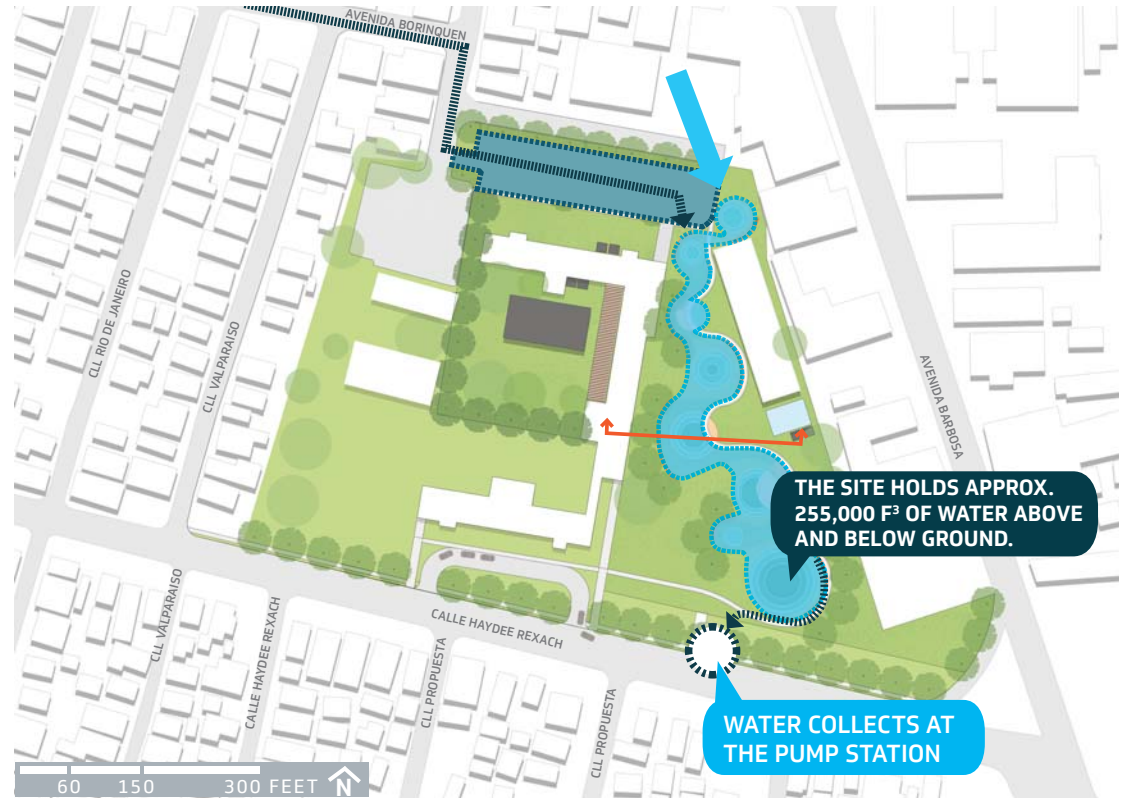 AVENIDA BORINQUEN
CLL RIO DE JANEIRO
CLL VALPARAISO
AVENIDA BARBOSA
THE SITE HOLDS APPROX.
255,000 F³ OF WATER ABOVE
AND BELOW GROUND.
CLL VALPARAISO
CALLE HAYDEE REXACH
CALLE HAYDEE REXACH
CLL PROPUESTA
CLL PROPUESTA
WATER COLLECTS AT
THE PUMP STATION
60 150 300 FEET N